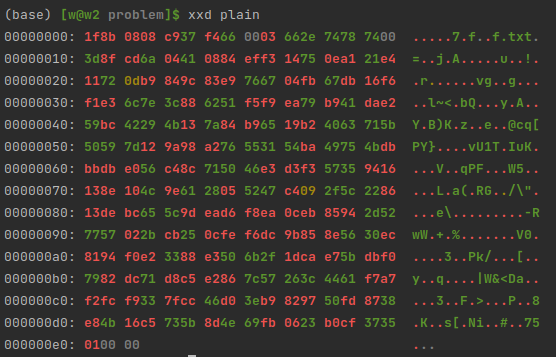 (base) [w@w2 problem]$ xxd plain
00000000: 1f8b 0808 c937 f466 0003 662e 7478 7400  .....7.f..f.txt.
00000010: 3d8f cd6a 0441 0884 eff3 1475 0ea1 21e4  =..j.A.....u..!.
00000020: 1172 0db9 849c 83e9 7667 04fb 67db 16f6  .r......vg..g...
00000030: f1e3 6c7e 3c88 6251 f5f9 ea79 b941 dae2  ..l~<.bQ...y.A..
00000040: 59bc 4229 4b13 7a84 b965 19b2 4063 715b  Y.B)K.z..e..@cq[
00000050: 5059 7d12 9a98 a276 5531 54ba 4975 4bdb  PY}....vU1T.IuK.
00000060: bbdb e056 c48c 7150 46e3 d3f3 5735 9416  ...V..qPF...W5..
00000070: 138e 104c 9e61 2805 5247 c409 2f5c 2286  ...L.a(.RG../\".
00000080: 13de bc65 5c9d ead6 f8ea 0ceb 8594 2d52  ...e\.........-R
00000090: 7757 022b cb25 0cfe f6dc 9b85 8e56 30ec  wW.+.%.......V0.
000000a0: 8194 f0e2 3388 e350 6b2f 1dca e75b dbf0  ....3..Pk/...[..
000000b0: 7982 dc71 d8c5 e286 7c57 263c 4461 f7a7  y..q....|W&<Da..
000000c0: f2fc f933 7fcc 46d0 3eb9 8297 50fd 8738  ...3..F.>...P..8
000000d0: e84b 16c5 735b 8d4e 69fb 0623 b0cf 3735  .K..s[.Ni..#..75
000000e0: 0100 00  ...